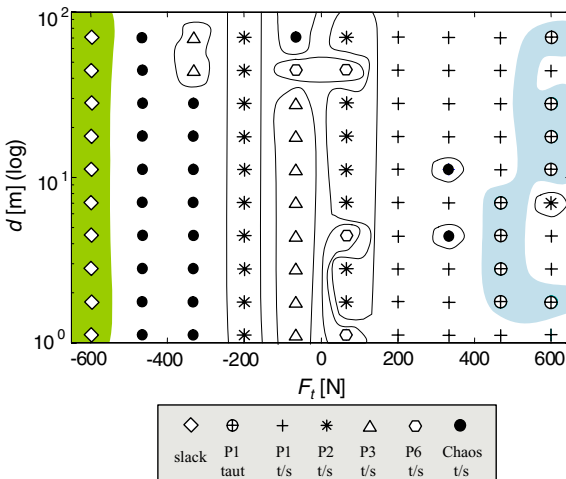 10²
10¹
10⁰
d [m] (log)
-600 -400 -200 0 200 400 600
Fₜ [N]
slack P1 taut P1 t/s P2 t/s P3 t/s P6 t/s Chaos t/s